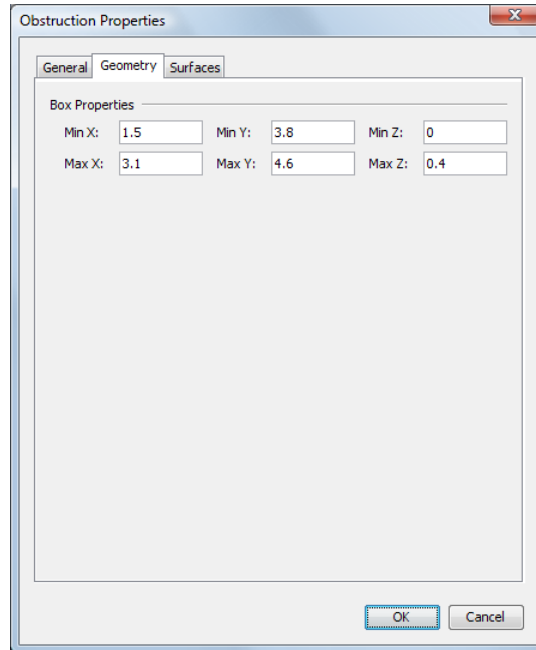 Obstruction Properties
General Geometry Surfaces
Box Properties
Min X: 1.5 Min Y: 3.8 Min Z: 0
Max X: 3.1 Max Y: 4.6 Max Z: 0.4
OK Cancel